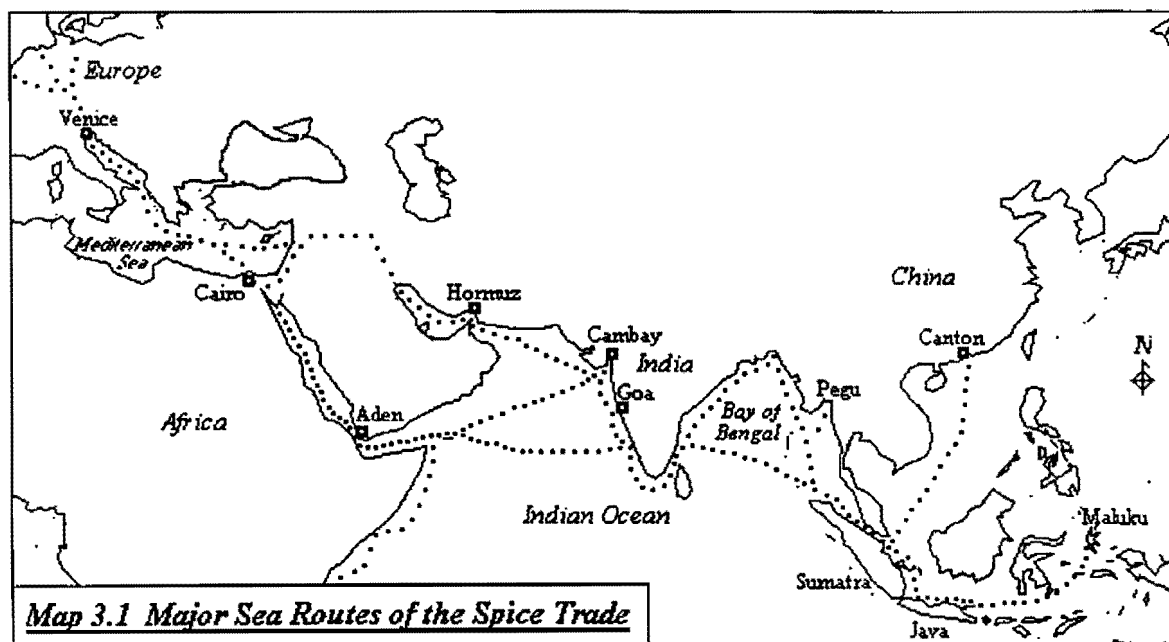 Europe
Venice
Mediterranean
Sea
Cairo
Hormuz
China
Cambay
Canton
India
N
Goa
Pegu
Africa
Aden
Bay of
Bengal
Indian Ocean
Maluku
Sumatra
Java
Map 3.1 Major Sea Routes of the Spice Trade